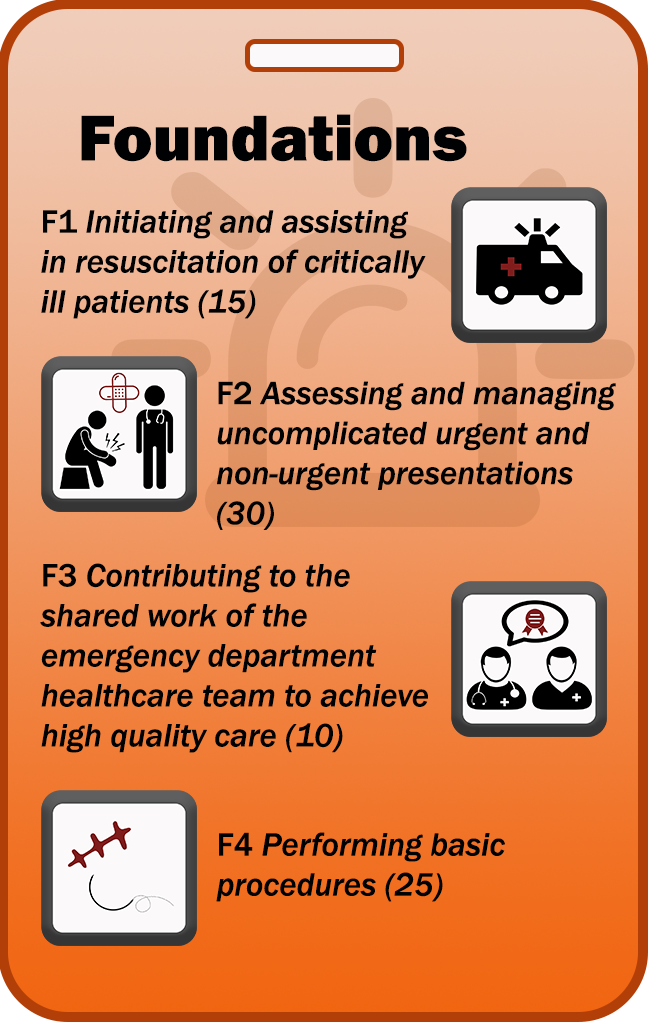 Foundations
F1 Initiating and assisting
in resuscitation of critically
ill patients (15)
F2 Assessing and managing
uncomplicated urgent and
non-urgent presentations
(30)
F3 Contributing to the
shared work of the
emergency department
healthcare team to achieve
high quality care (10)
F4 Performing basic
procedures (25)